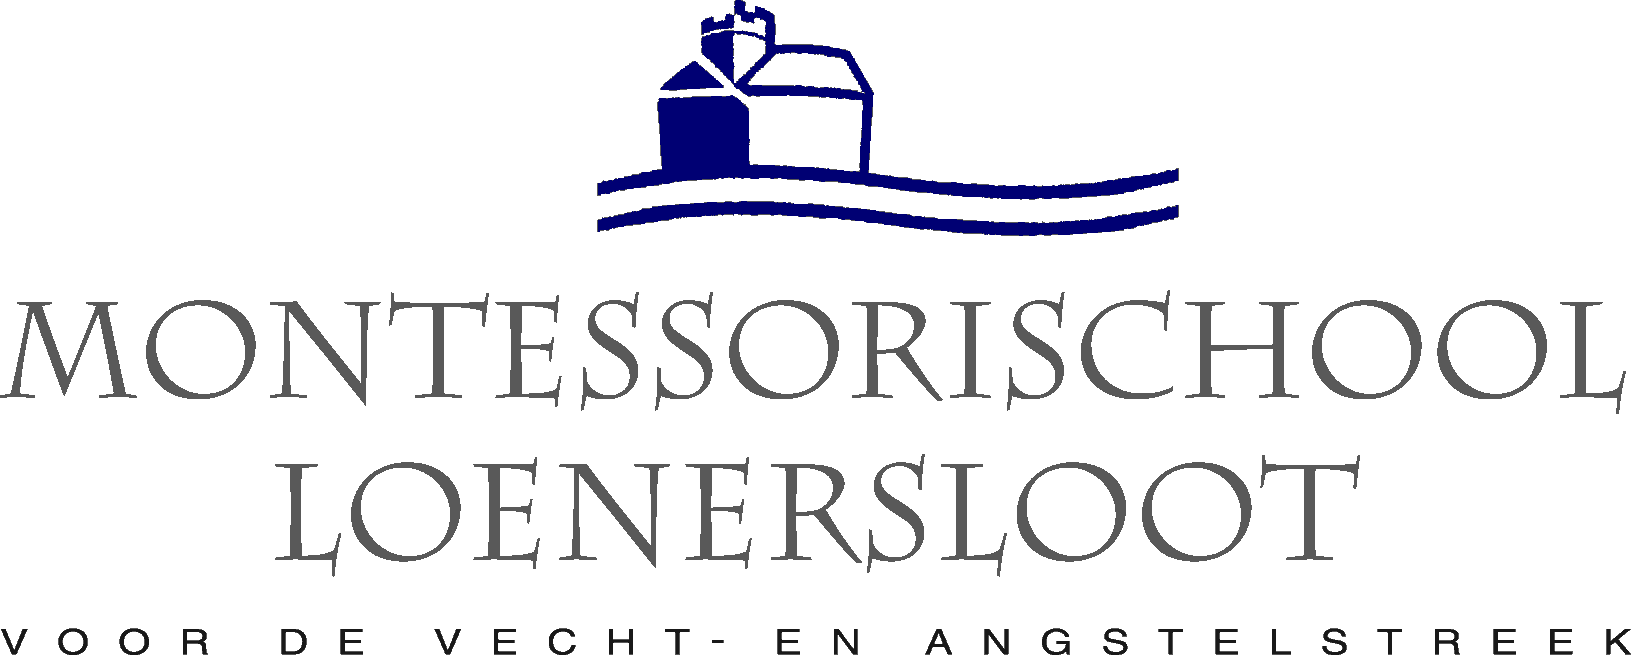 MONTESSORISCHOOL
LOENERSLOOT
VOOR DE VECHT- EN ANGSTELSTREEK